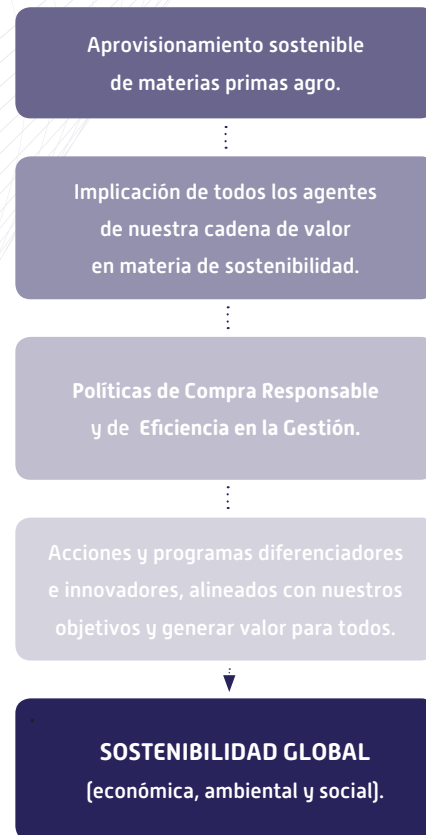 Aprovisionamiento sostenible
de materias primas agro.
Implicación de todos los agentes
de nuestra cadena de valor
en materia de sostenibilidad.
Políticas de Compra Responsable
y de Eficiencia en la Gestión.
Acciones y programas diferenciadores
e innovadores, alineados con nuestros
objetivos y generar valor para todos.
SOSTENIBILIDAD GLOBAL
(económica, ambiental y social).